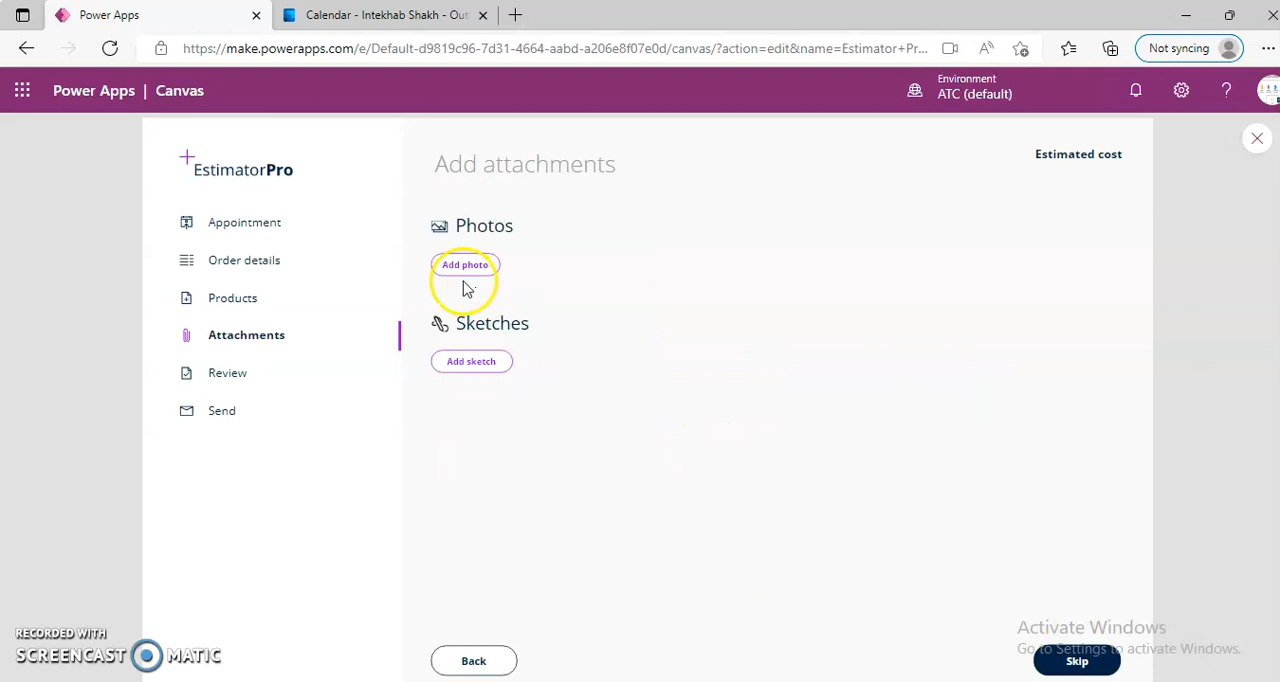 Power Apps
Calendar - Intekhab Shakh - Out
https://make.powerapps.com/e/Default-d9819c96-7d31-4664-aabd-a206e8f07e0d/canvas/?action=edit&name=Estimator+Pr...
Not syncing
Power Apps | Canvas
Environment
ATC (default)
EstimatorPro
Appointment
Order details
Products
Attachments
Review
Send
Add attachments
Estimated cost
Photos
Add photo
Sketches
Add sketch
Back
Skip
Activate Windows
Go to Settings to activate Windows.
RECORDED WITH
SCREENCAST MATIC